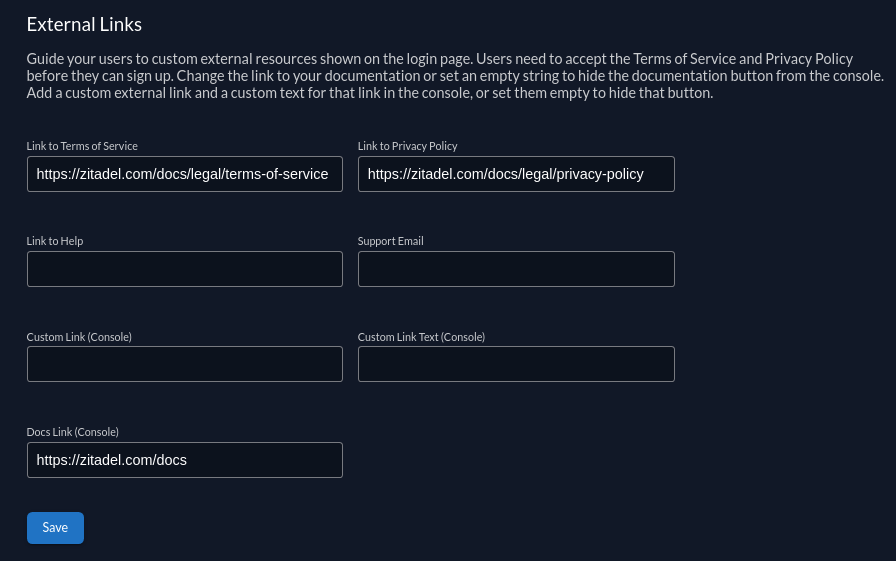 External Links
Guide your users to custom external resources shown on the login page. Users need to accept the Terms of Service and Privacy Policy
before they can sign up. Change the link to your documentation or set an empty string to hide the documentation button from the console.
Add a custom external link and a custom text for that link in the console, or set them empty to hide that button.
Link to Terms of Service
https://zitadel.com/docs/legal/terms-of-service
Link to Privacy Policy
https://zitadel.com/docs/legal/privacy-policy
Link to Help
Support Email
Custom Link (Console)
Custom Link Text (Console)
Docs Link (Console)
https://zitadel.com/docs
Save